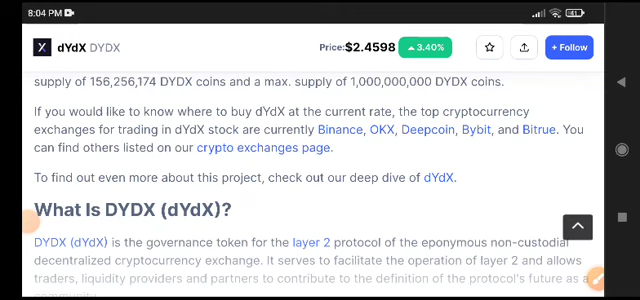 8:04 PM
dYdX DYDX Price:$2.4598 3.40% + Follow
supply of 156,256,174 DYDX coins and a max. supply of 1,000,000,000 DYDX coins.
If you would like to know where to buy dYdX at the current rate, the top cryptocurrency
exchanges for trading in dYdX stock are currently Binance, OKX, Deepcoin, Bybit, and Bitrue. You
can find others listed on our crypto exchanges page.
To find out even more about this project, check out our deep dive of dYdX.
What Is DYDX (dYdX)?
DYDX (dYdX) is the governance token for the layer 2 protocol of the eponymous non-custodial
decentralized cryptocurrency exchange. It serves to facilitate the operation of layer 2 and allows
traders, liquidity providers and partners to contribute to the definition of the protocol's future as a